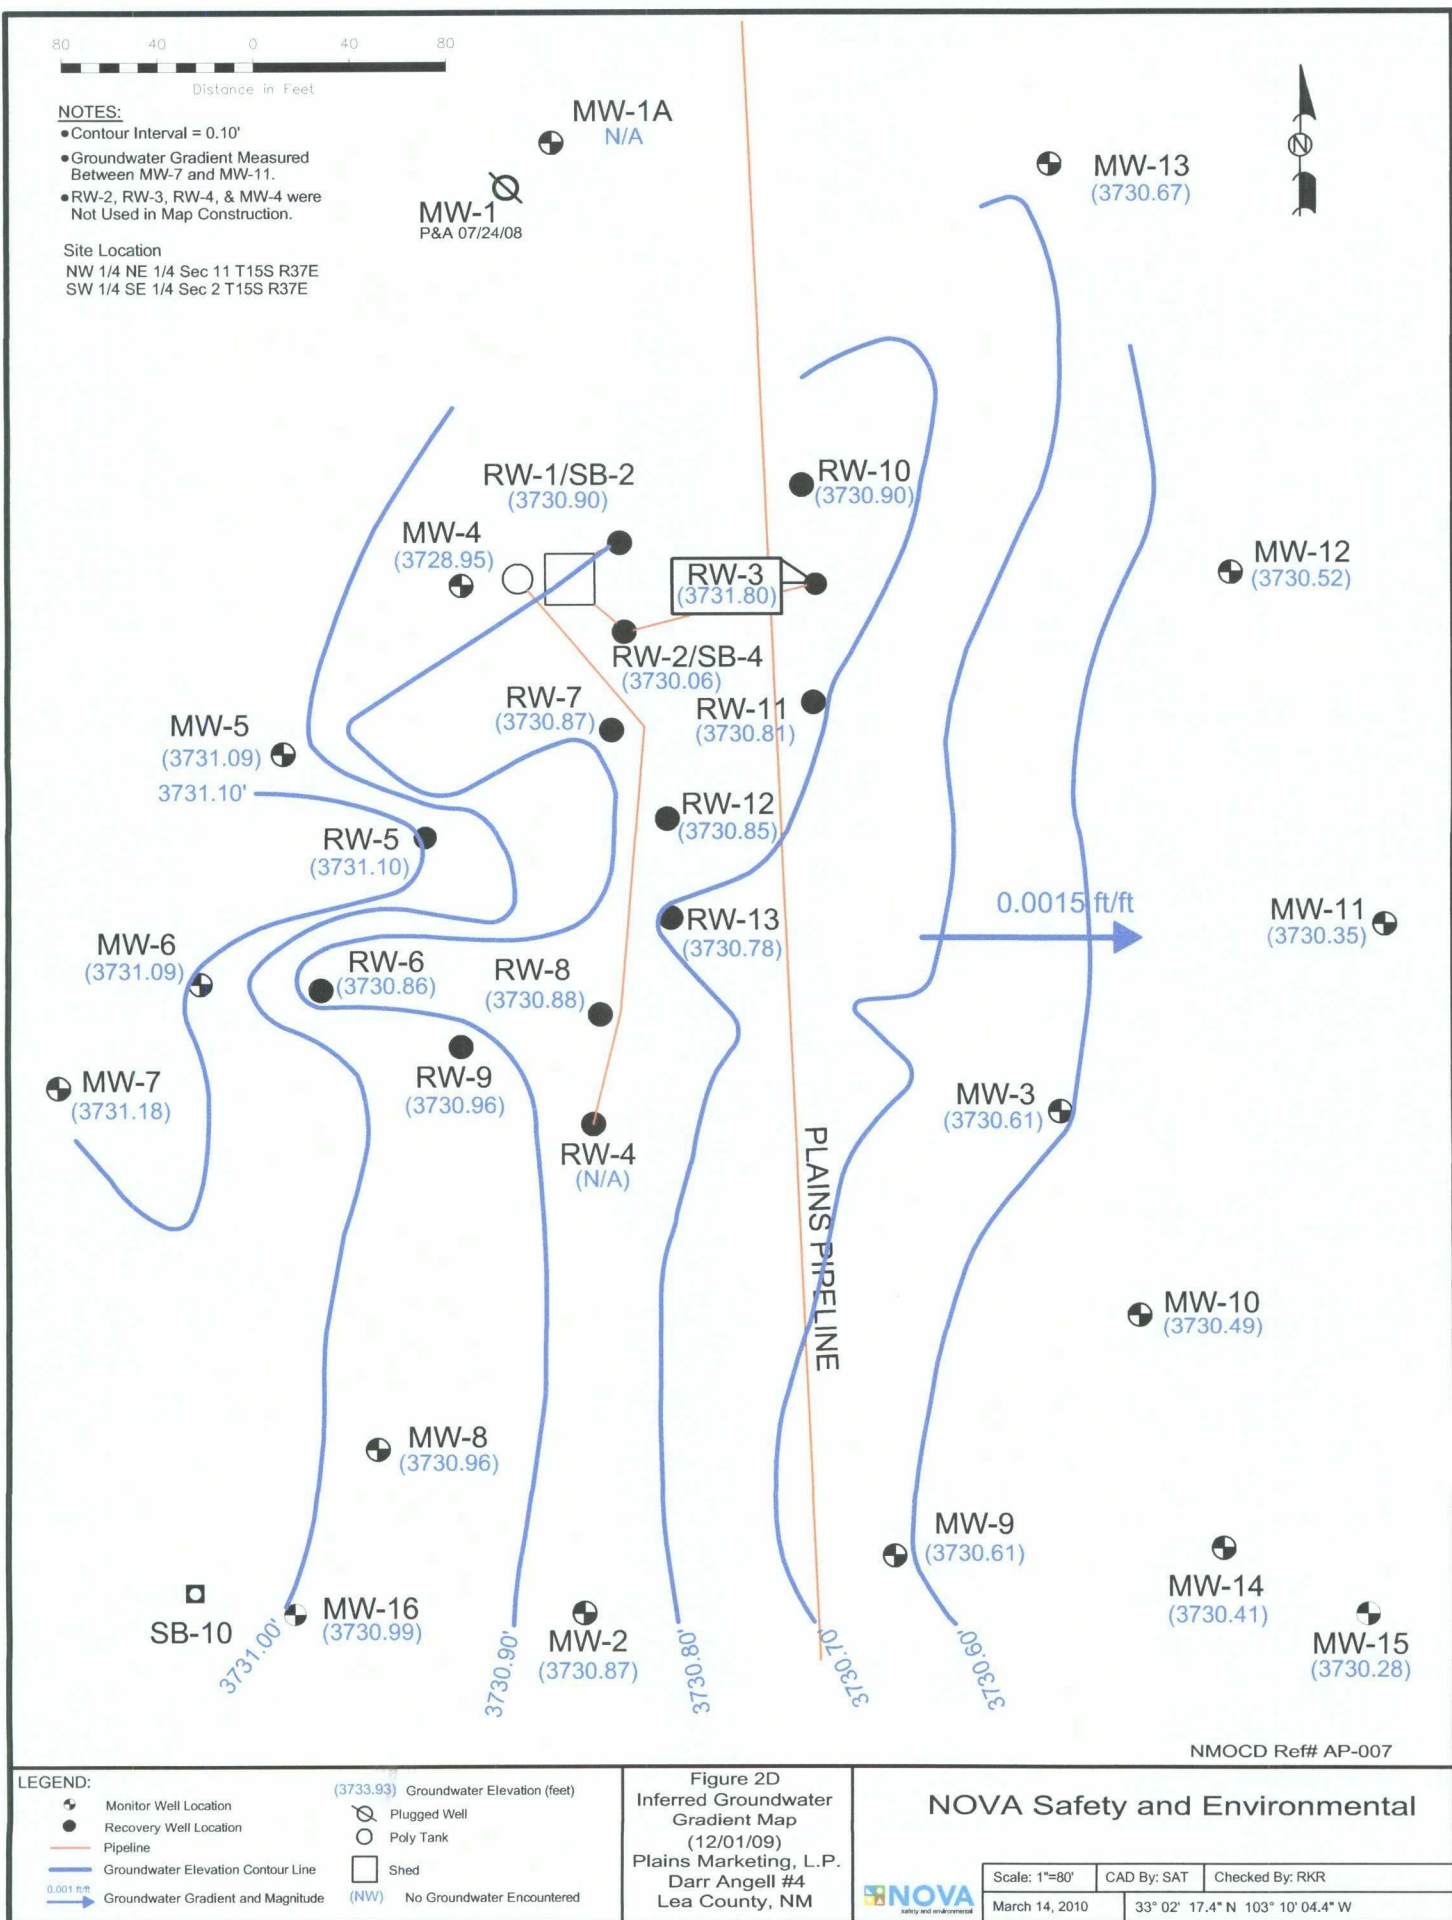 80 40 0 40 80
Distance in Feet
NOTES:
•Contour Interval = 0.10'
•Groundwater Gradient Measured
Between MW-7 and MW-11.
•RW-2, RW-3, RW-4, & MW-4 were
Not Used in Map Construction.
Site Location
NW 1/4 NE 1/4 Sec 11 T15S R37E
SW 1/4 SE 1/4 Sec 2 T15S R37E
MW-1A
N/A
MW-1
P&A 07/24/08
N
MW-13
(3730.67)
RW-1/SB-2
(3730.90)
RW-10
(3730.90)
MW-4
(3728.95)
RW-3
(3731.80)
MW-12
(3730.52)
RW-2/SB-4
(3730.06)
RW-7
(3730.87)
RW-11
(3730.81)
MW-5
(3731.09)
3731.10'
RW-12
(3730.85)
RW-5
(3731.10)
0.0015 ft/ft
MW-11
(3730.35)
RW-13
(3730.78)
MW-6
(3731.09)
RW-6
(3730.86)
RW-8
(3730.88)
MW-7
(3731.18)
RW-9
(3730.96)
MW-3
(3730.61)
RW-4
(N/A)
PLAINS PIPELINE
MW-10
(3730.49)
MW-8
(3730.96)
MW-9
(3730.61)
SB-10
MW-16
(3730.99)
MW-2
(3730.87)
MW-14
(3730.41)
MW-15
(3730.28)
3731.00'
3730.90'
3730.80'
3730.70'
3730.60'
NMOCD Ref# AP-007
LEGEND:
Monitor Well Location
Recovery Well Location
Pipeline
Groundwater Elevation Contour Line
0.001 ft/ft
Groundwater Gradient and Magnitude
(3733.93) Groundwater Elevation (feet)
Plugged Well
Poly Tank
Shed
(NW) No Groundwater Encountered
Figure 2D
Inferred Groundwater
Gradient Map
(12/01/09)
Plains Marketing, L.P.
Darr Angell #4
Lea County, NM
NOVA Safety and Environmental
NOVA
safety and environmental
Scale: 1"=80' CAD By: SAT Checked By: RKR
March 14, 2010 33° 02' 17.4" N 103° 10' 04.4" W